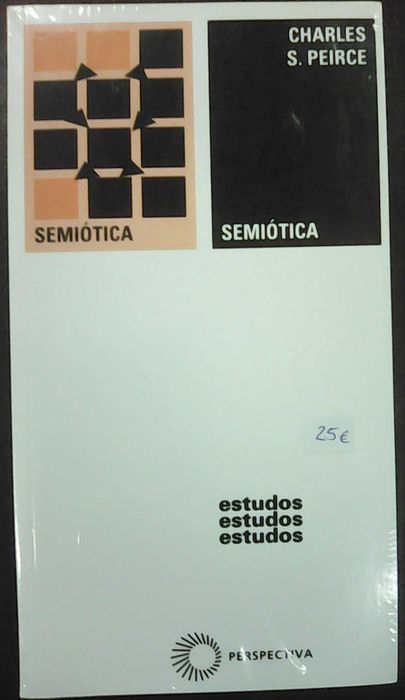 CHARLES
S. PEIRCE
SEMIÓTICA
SEMIÓTICA
25€
estudos
estudos
estudos
PERSPECTIVA